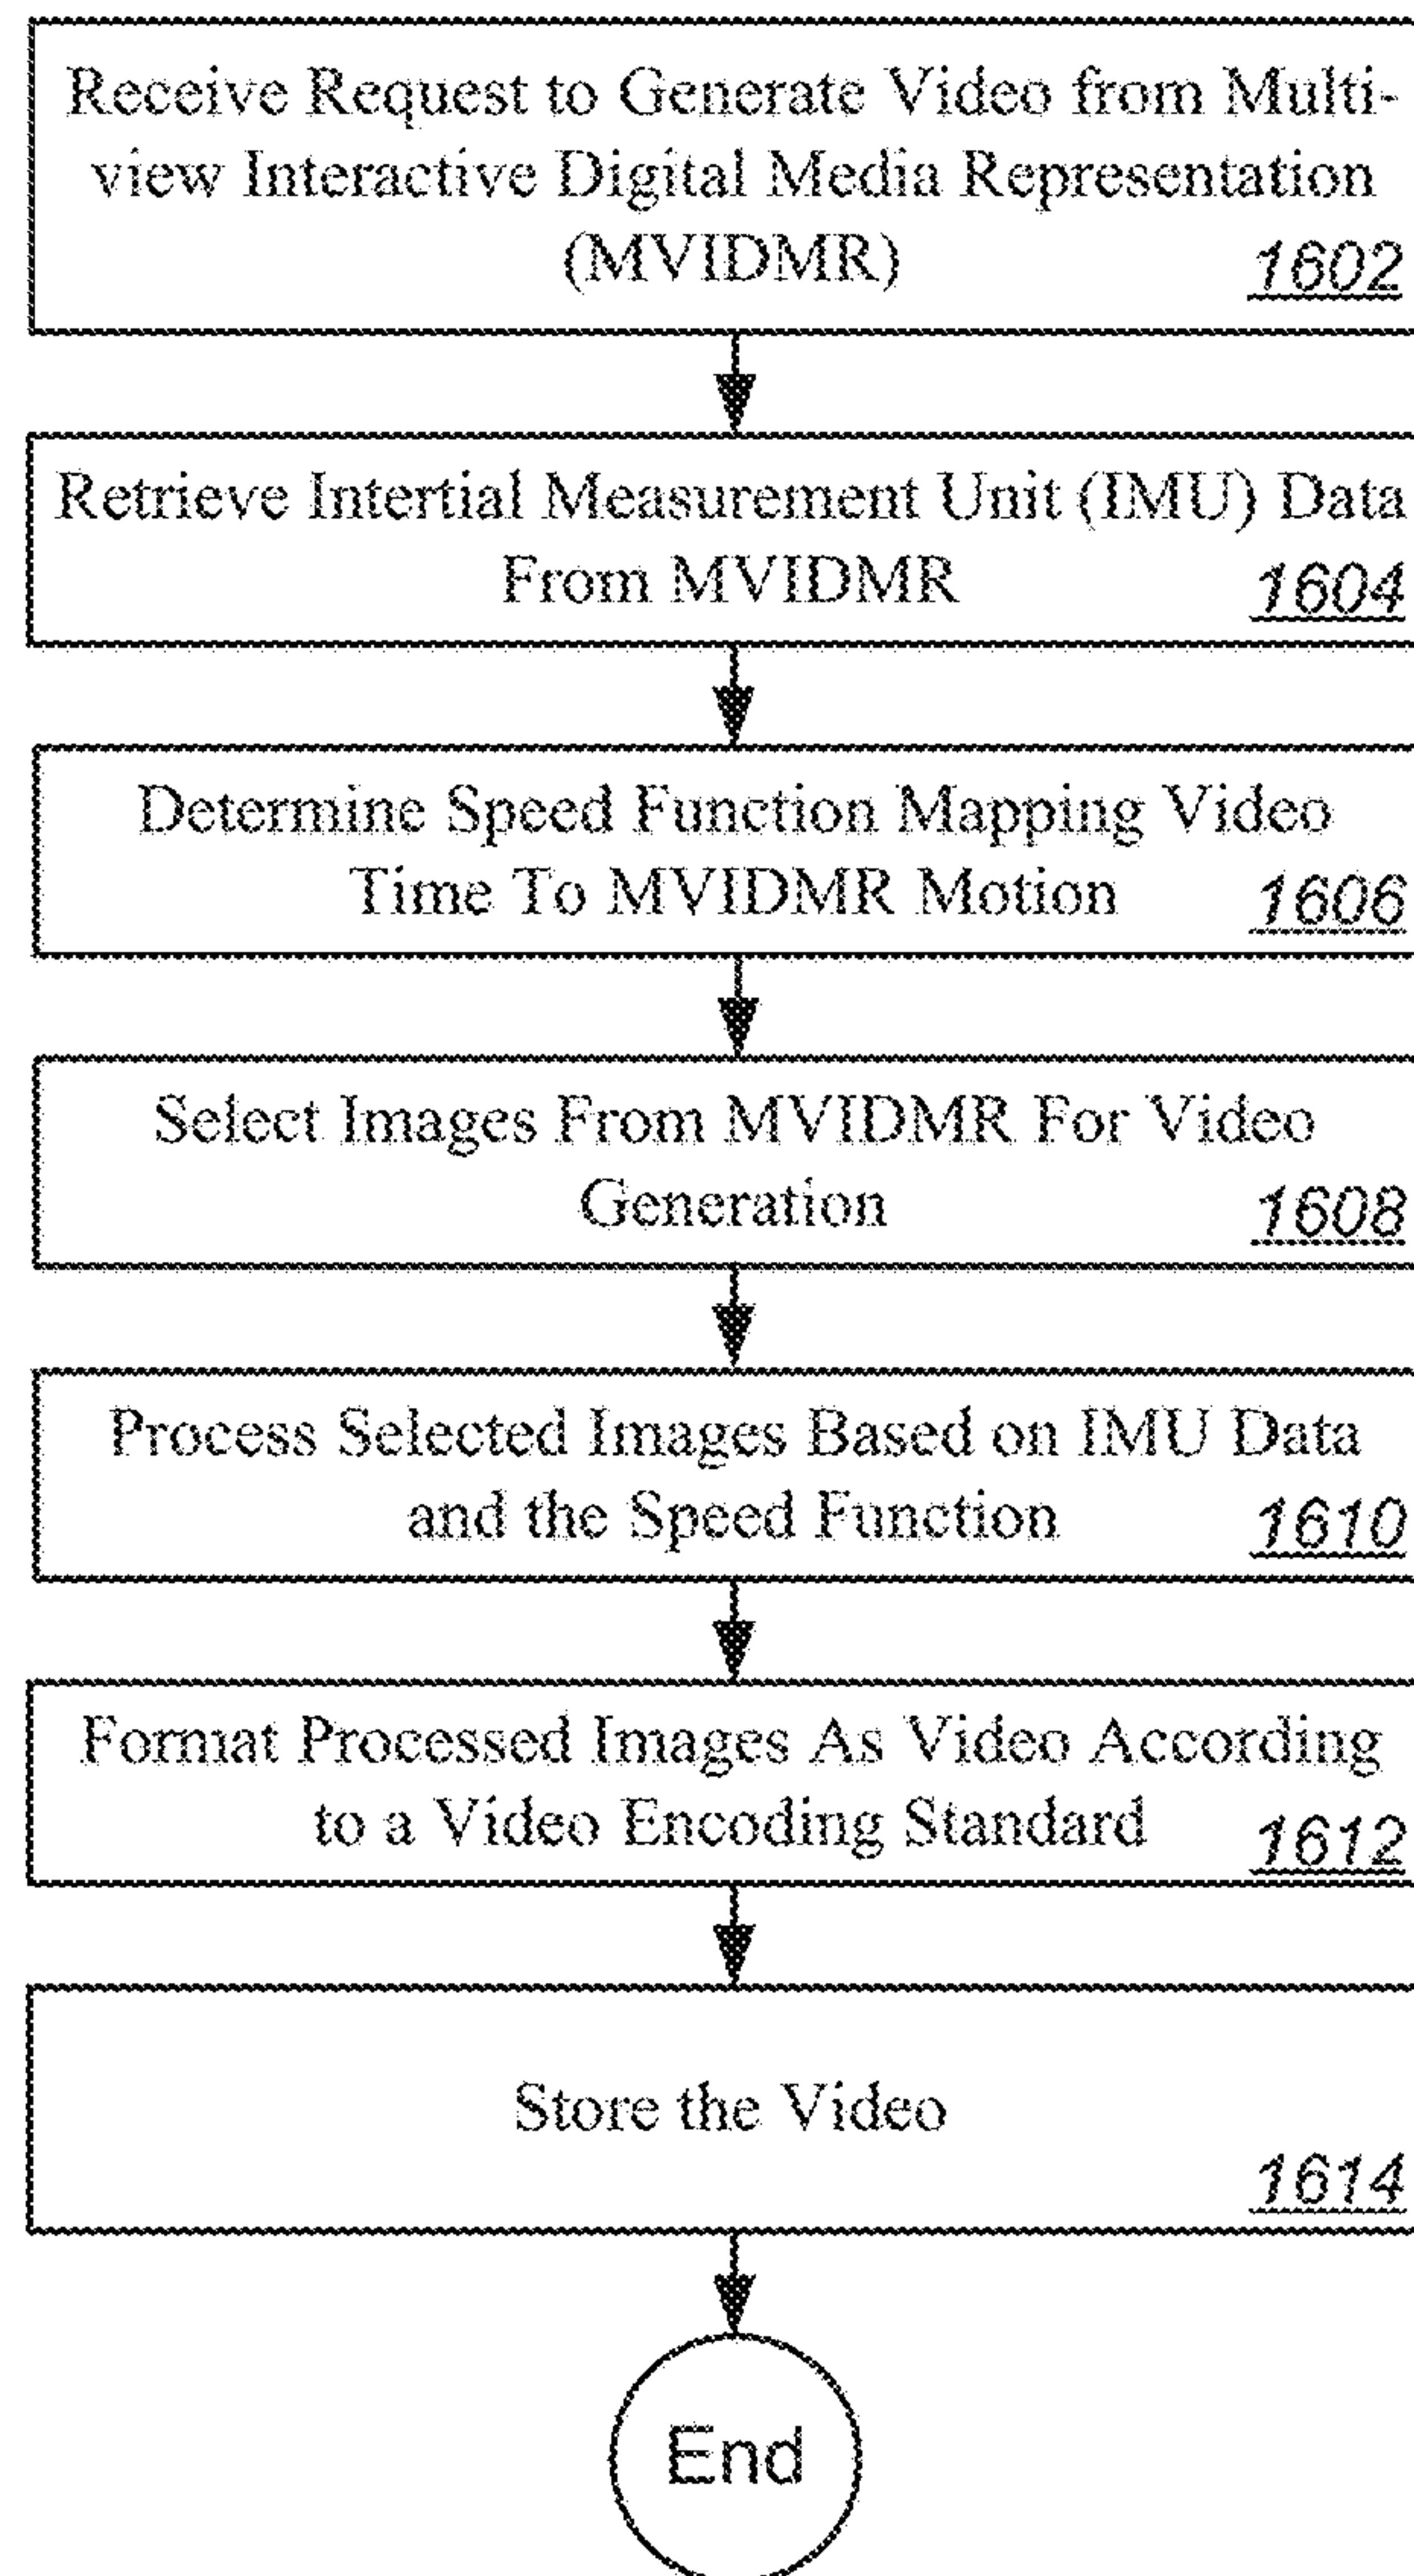 Receive Request to Generate Video from Multi-
view Interactive Digital Media Representation
(MVIDMR)
1602
Retrieve Intertial Measurement Unit (IMU) Data
From MVIDMR
1604
Determine Speed Function Mapping Video
Time To MVIDMR Motion
1606
Select Images From MVIDMR For Video
Generation
1608
Process Selected Images Based on IMU Data
and the Speed Function
1610
Format Processed Images As Video According
to a Video Encoding Standard
1612
Store the Video
1614
End